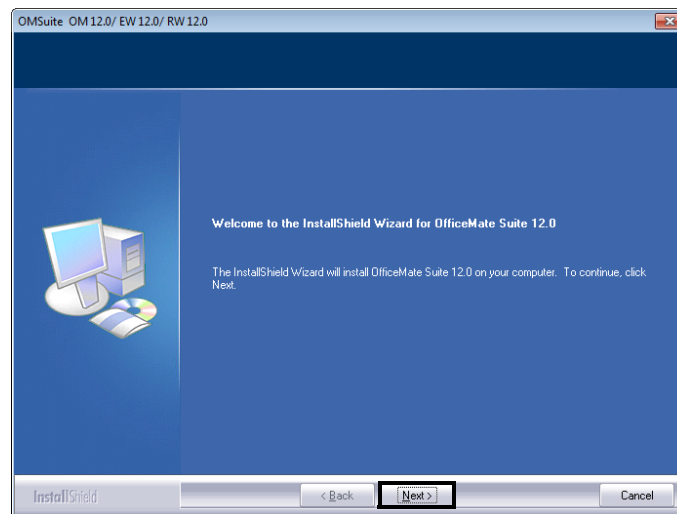 OMSuite OM 12.0/ EW 12.0/ RW 12.0
Welcome to the InstallShield Wizard for OfficeMate Suite 12.0
The InstallShield Wizard will install OfficeMate Suite 12.0 on your computer. To continue, click
Next.
InstallShield
< Back
Next >
Cancel